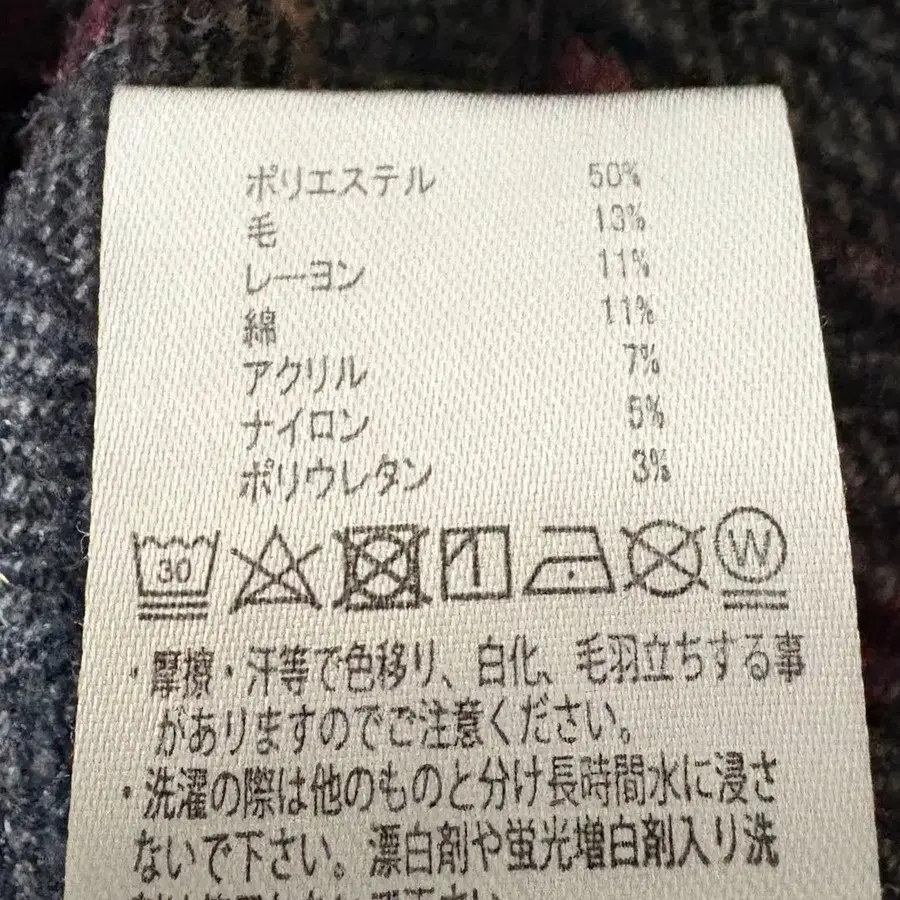 ポリエステル 50%
毛 13%
レーヨン 11%
綿 11%
アクリル 7%
ナイロン 5%
ポリウレタン 3%
30 W
・摩擦・汗等で色移り、白化、毛羽立ちする事
がありますのでご注意ください。
・洗濯の際は他のものと分け長時間水に浸さ
ないで下さい。漂白剤や蛍光増白剤入り洗